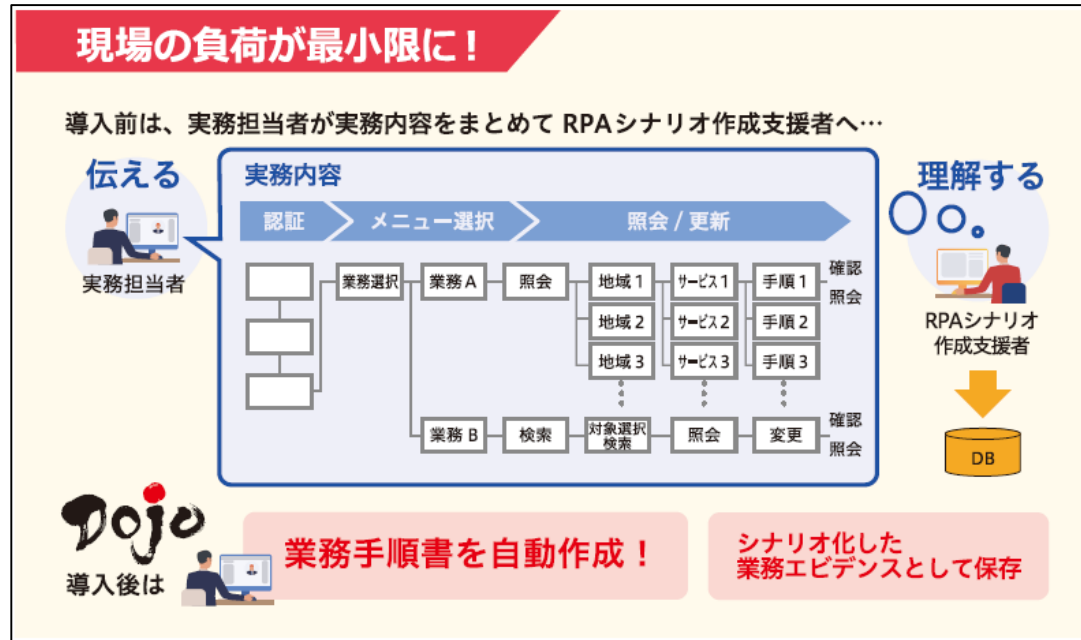 現場の負荷が最小限に!
導入前は、実務担当者が実務内容をまとめて RPAシナリオ作成支援者へ…
伝える
実務担当者
実務内容
認証
メニュー選択
照会 / 更新
業務選択
業務 A
照会
地域 1
サービス 1
手順 1
確認
照会
地域 2
サービス 2
手順 2
地域 3
サービス 3
手順 3
業務 B
検索
対象選択
検索
照会
変更
確認
照会
理解する
RPAシナリオ
作成支援者
DB
Dojo
導入後は
業務手順書を自動作成!
シナリオ化した
業務エビデンスとして保存